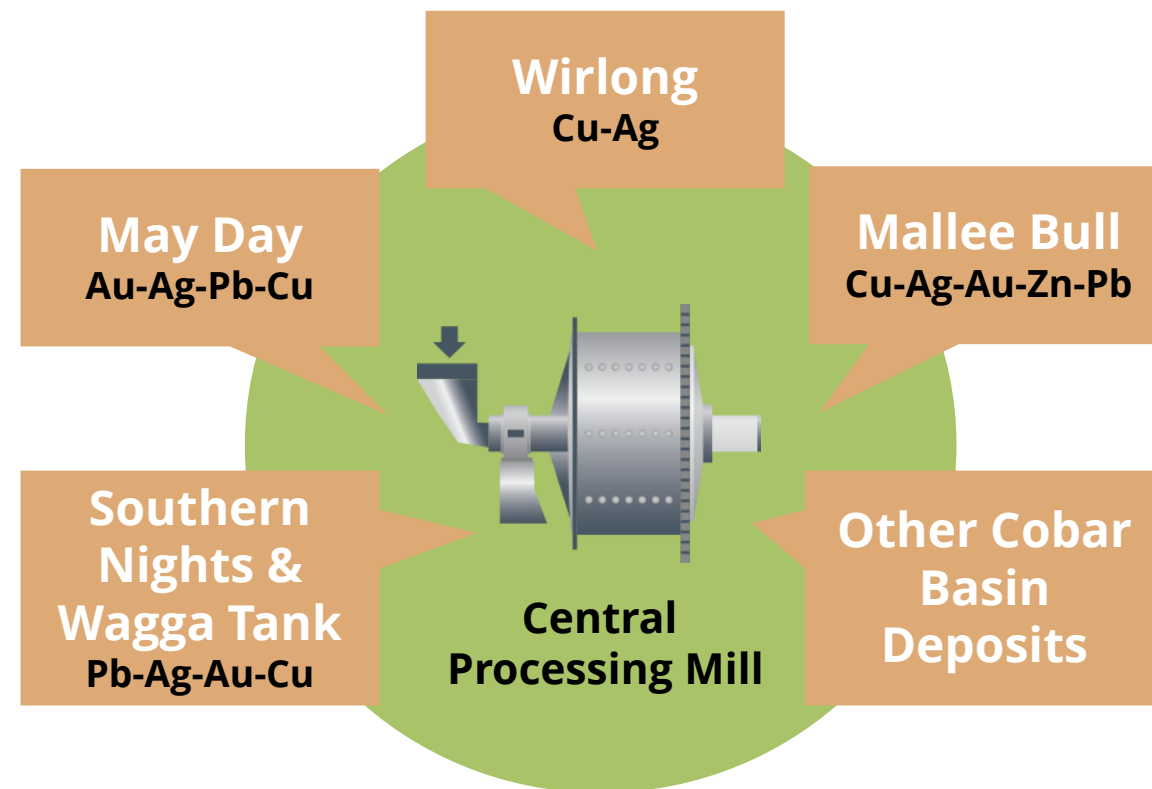 Wirlong
Cu-Ag
May Day
Au-Ag-Pb-Cu
Mallee Bull
Cu-Ag-Au-Zn-Pb
Southern
Nights &
Wagga Tank
Pb-Ag-Au-Cu
Other Cobar
Basin
Deposits
Central
Processing Mill